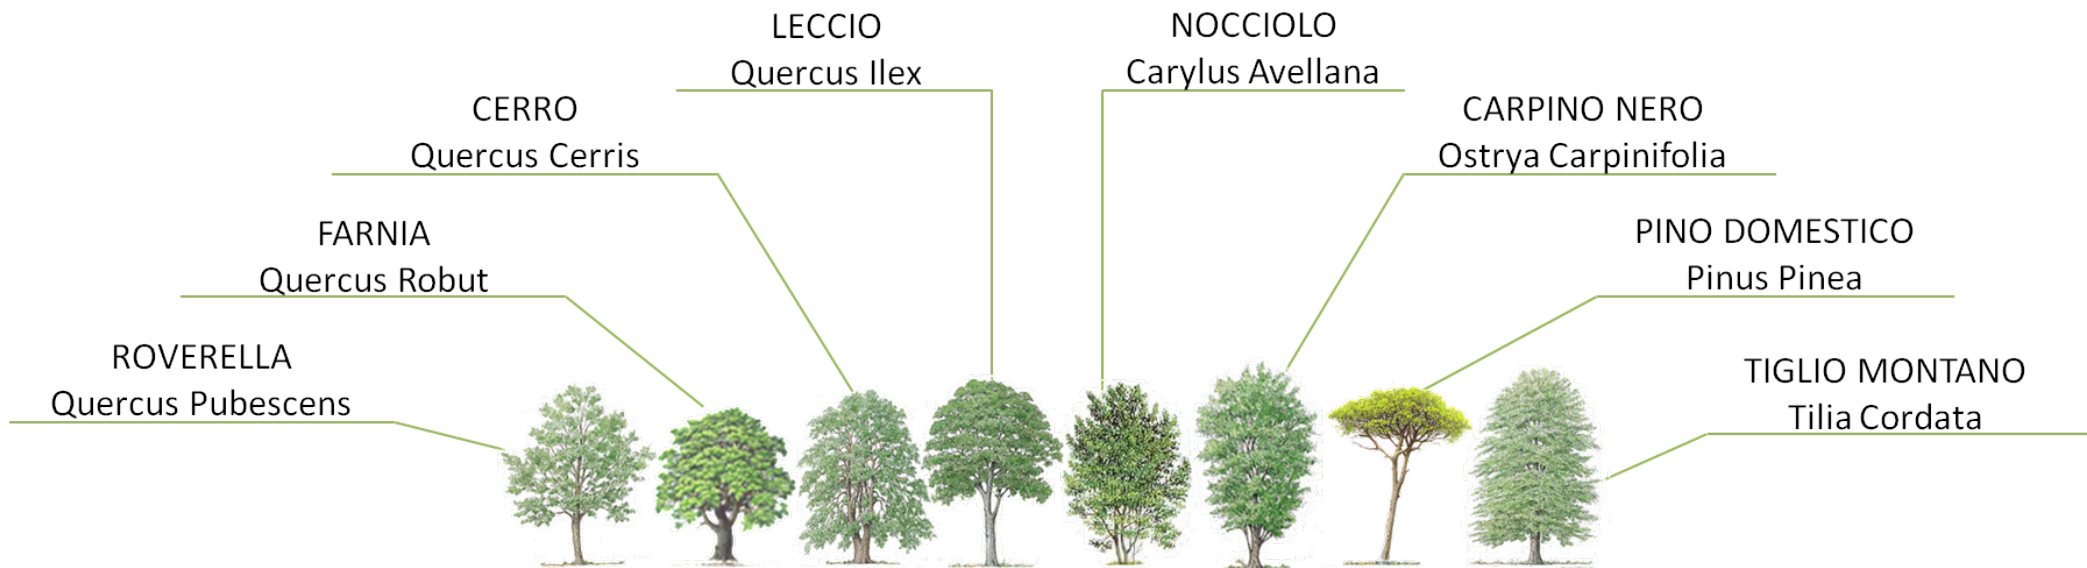 LECCIO
Quercus Ilex
NOCCIOLO
Carylus Avellana
CERRO
Quercus Cerris
CARPINO NERO
Ostrya Carpinifolia
FARNIA
Quercus Robut
PINO DOMESTICO
Pinus Pinea
ROVERELLA
Quercus Pubescens
TIGLIO MONTANO
Tilia Cordata